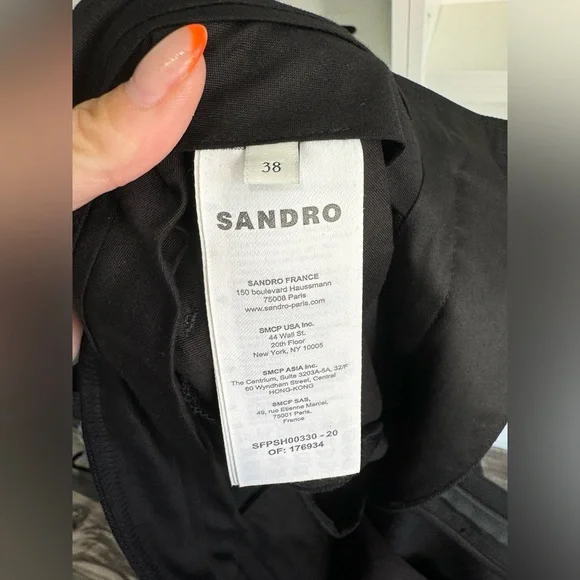 38
SANDRO
SANDRO FRANCE
150 boulevard Haussmann
75008 Paris
www.sandro-paris.com
SMCP USA Inc.
44 Wall St.
20th Floor
New York, NY 10005
SMCP ASIA Inc.
The Centrium, Suite 3203A-5A, 32/F
60 Wyndham Street, Central
HONG-KONG
SMCP SAS,
49, rue Etienne Marcel,
75001 Paris,
France
SFPSH00330 - 20
OF: 176934